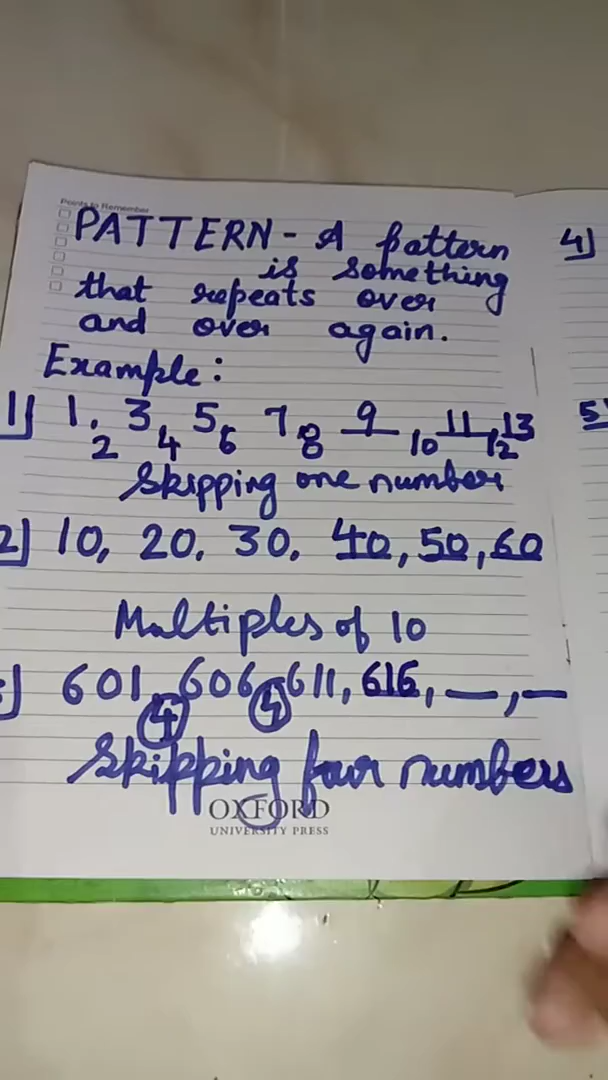 Points to Remember
PATTERN - A pattern
is something
that repeats over
and over again.
Example:
1] 1, 3, 5, 7, 9, 11, 13
2 4 6 8 10 12
Skipping one number
2] 10, 20, 30, 40, 50, 60
Multiples of 10
601, 606, 611, 616, __, __
4 4
Skipping four numbers
OXFORD
UNIVERSITY PRESS
4]
5]